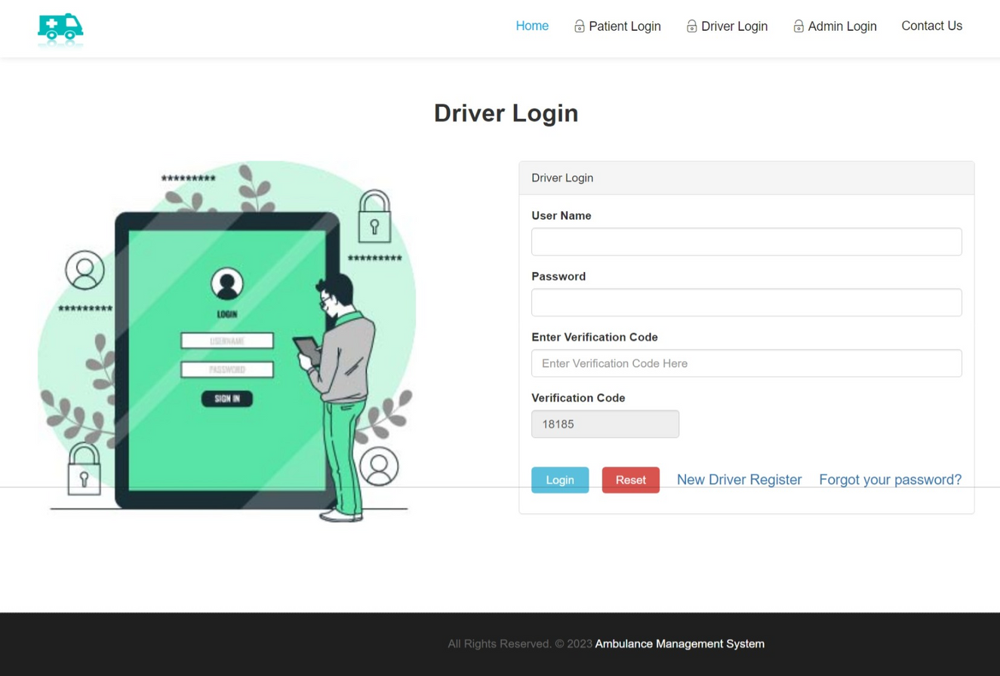 Home Patient Login Driver Login Admin Login Contact Us
Driver Login
*********
*********
*********
LOGIN
USERNAME
PASSWORD
SIGN IN
Driver Login
User Name
Password
Enter Verification Code
Enter Verification Code Here
Verification Code
18185
Login Reset New Driver Register Forgot your password?
All Rights Reserved. © 2023 Ambulance Management System